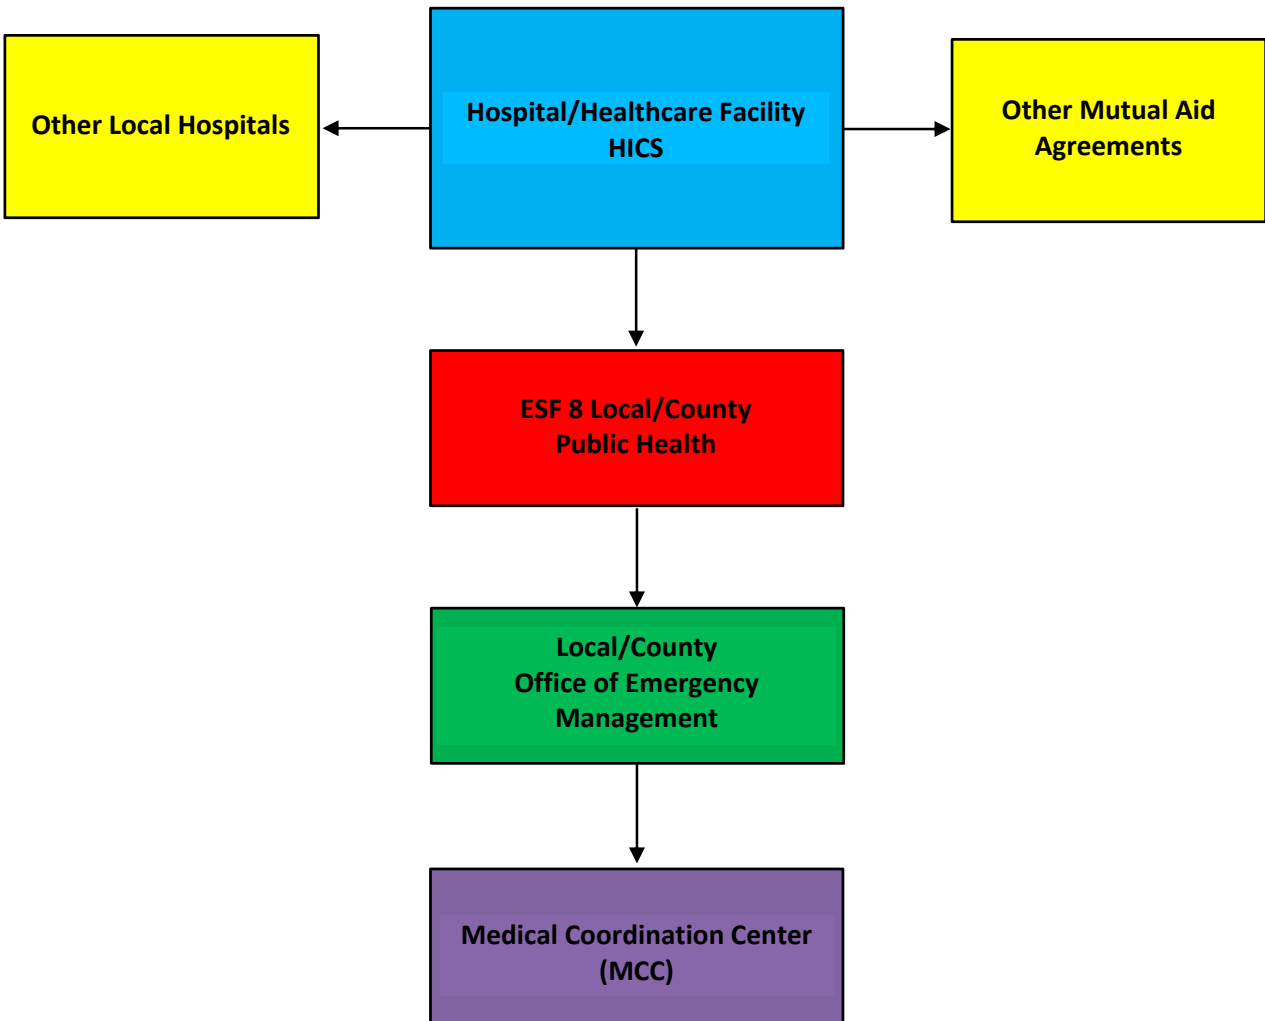 Other Local Hospitals
Hospital/Healthcare Facility
HICS
Other Mutual Aid
Agreements
ESF 8 Local/County
Public Health
Local/County
Office of Emergency
Management
Medical Coordination Center
(MCC)